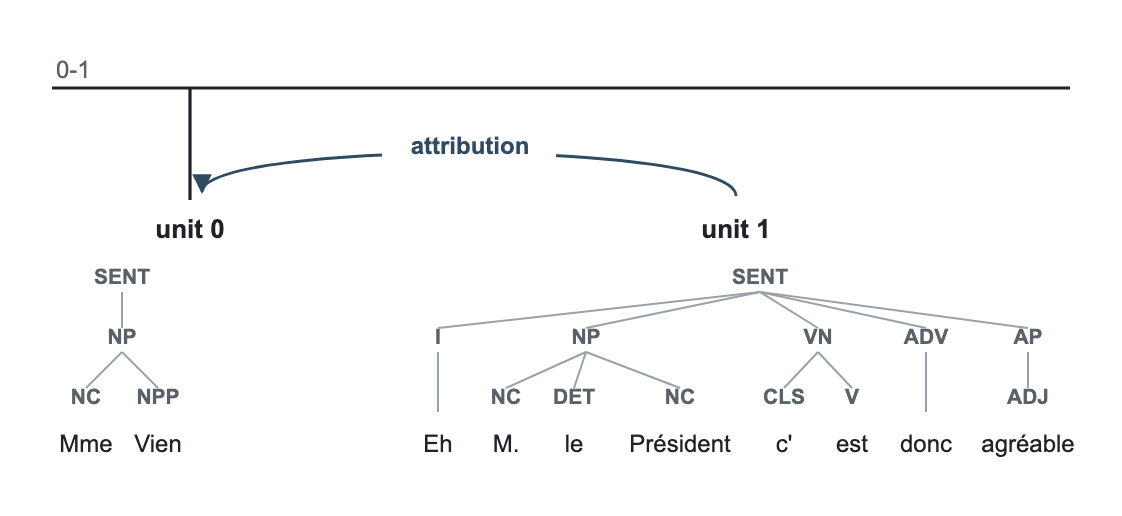 0-1
attribution
unit 0 unit 1
SENT SENT
NP I NP VN ADV AP
NC NPP NC DET NC CLS V ADJ
Mme Vien Eh M. le Président c' est donc agréable